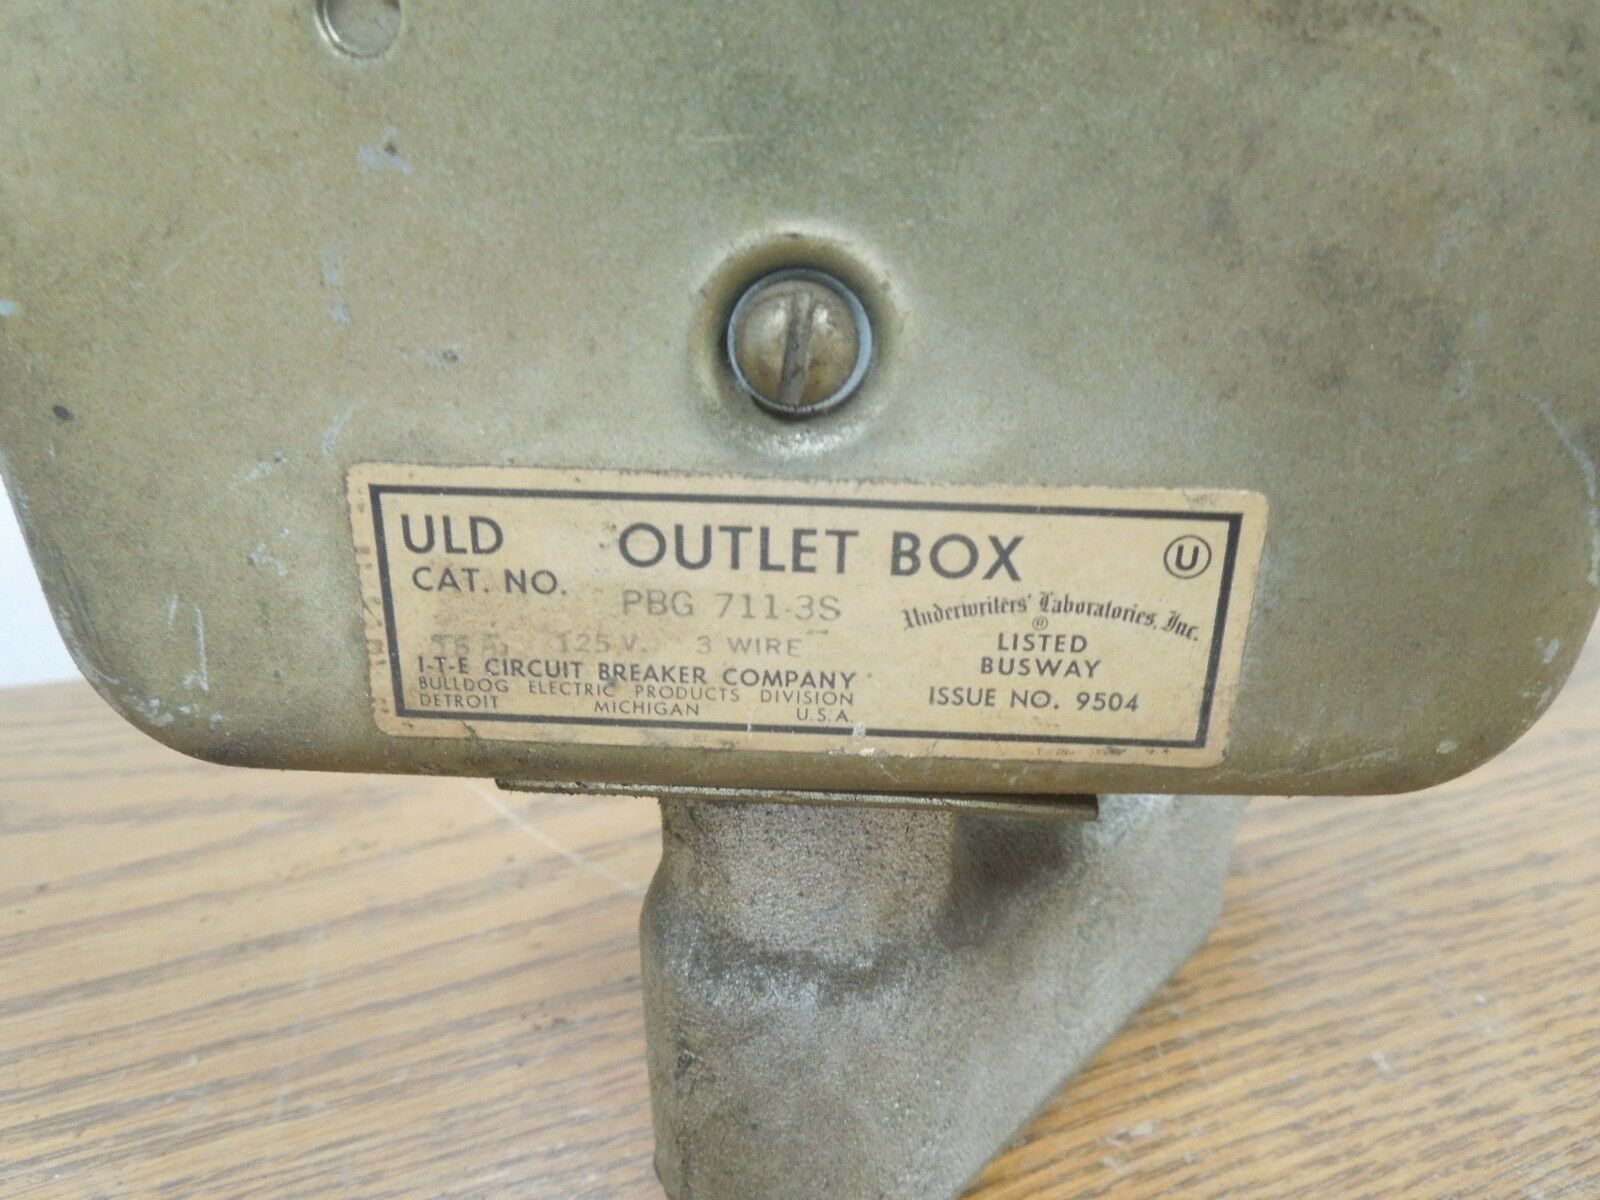 ULD OUTLET BOX U
CAT. NO. PBG 711-3S
Underwriters' Laboratories, Inc.
®
125 V. 3 WIRE
LISTED
BUSWAY
I-T-E CIRCUIT BREAKER COMPANY
BULLDOG ELECTRIC PRODUCTS DIVISION
DETROIT MICHIGAN U.S.A.
ISSUE NO. 9504